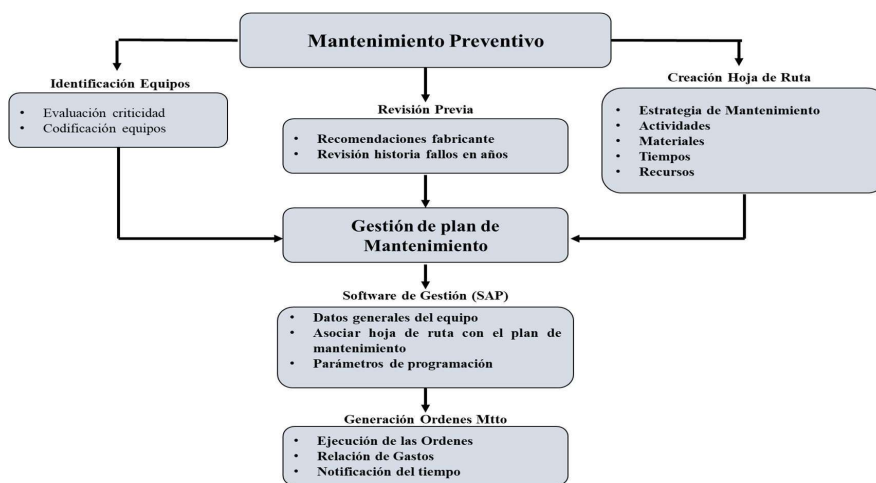 Mantenimiento Preventivo
Identificación Equipos
• Evaluación criticidad
• Codificación equipos
Revisión Previa
• Recomendaciones fabricante
• Revisión historia fallos en años
Creación Hoja de Ruta
• Estrategia de Mantenimiento
• Actividades
• Materiales
• Tiempos
• Recursos
Gestión de plan de
Mantenimiento
Software de Gestión (SAP)
• Datos generales del equipo
• Asociar hoja de ruta con el plan de
mantenimiento
• Parámetros de programación
Generación Ordenes Mtto
• Ejecución de las Ordenes
• Relación de Gastos
• Notificación del tiempo